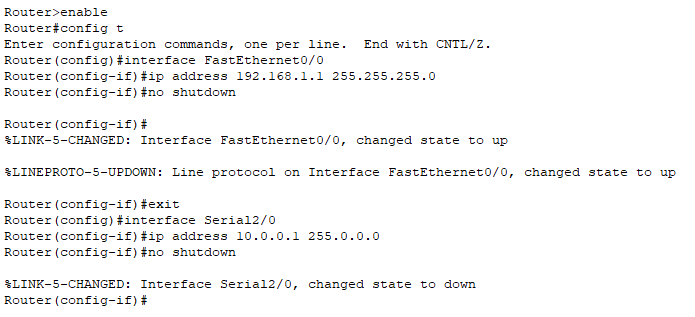 Router>enable
Router#config t
Enter configuration commands, one per line.  End with CNTL/Z.
Router(config)#interface FastEthernet0/0
Router(config-if)#ip address 192.168.1.1 255.255.255.0
Router(config-if)#no shutdown
Router(config-if)#
%LINK-5-CHANGED: Interface FastEthernet0/0, changed state to up
%LINEPROTO-5-UPDOWN: Line protocol on Interface FastEthernet0/0, changed state to up
Router(config-if)#exit
Router(config)#interface Serial2/0
Router(config-if)#ip address 10.0.0.1 255.0.0.0
Router(config-if)#no shutdown
%LINK-5-CHANGED: Interface Serial2/0, changed state to down
Router(config-if)#